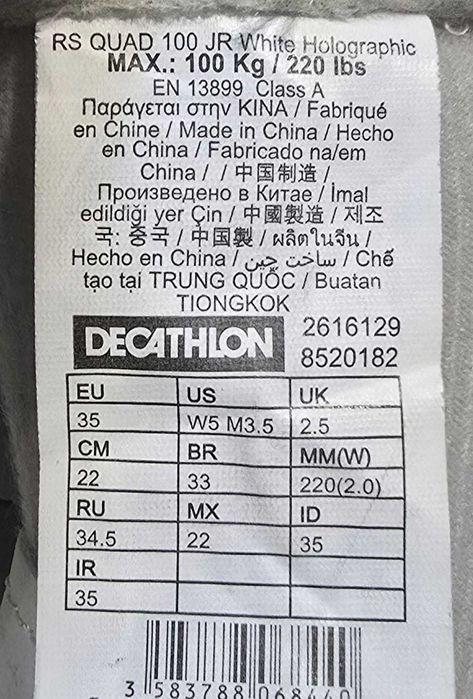 RS QUAD 100 JR White Holographic
MAX.: 100 Kg / 220 lbs
EN 13899 Class A
Παράγεται στην ΚΙΝΑ / Fabriqué
en Chine / Made in China / Hecho
en China / Fabricado na/em
China / / 中国制造 /
Произведено в Китае / İmal
edildiği yer Çin / 中國製造 / 제조
국: 중국 / 中国製 / ผลิตในจีน /
Hecho en China / ساخت چین / Chế
tạo tại TRUNG QUỐC / Buatan
TIONGKOK
DECATHLON 2616129
8520182
EU US UK
35 W5 M3.5 2.5
CM BR MM(W)
22 33 220(2.0)
RU MX ID
34.5 22 35
IR
35
3 583788 068440